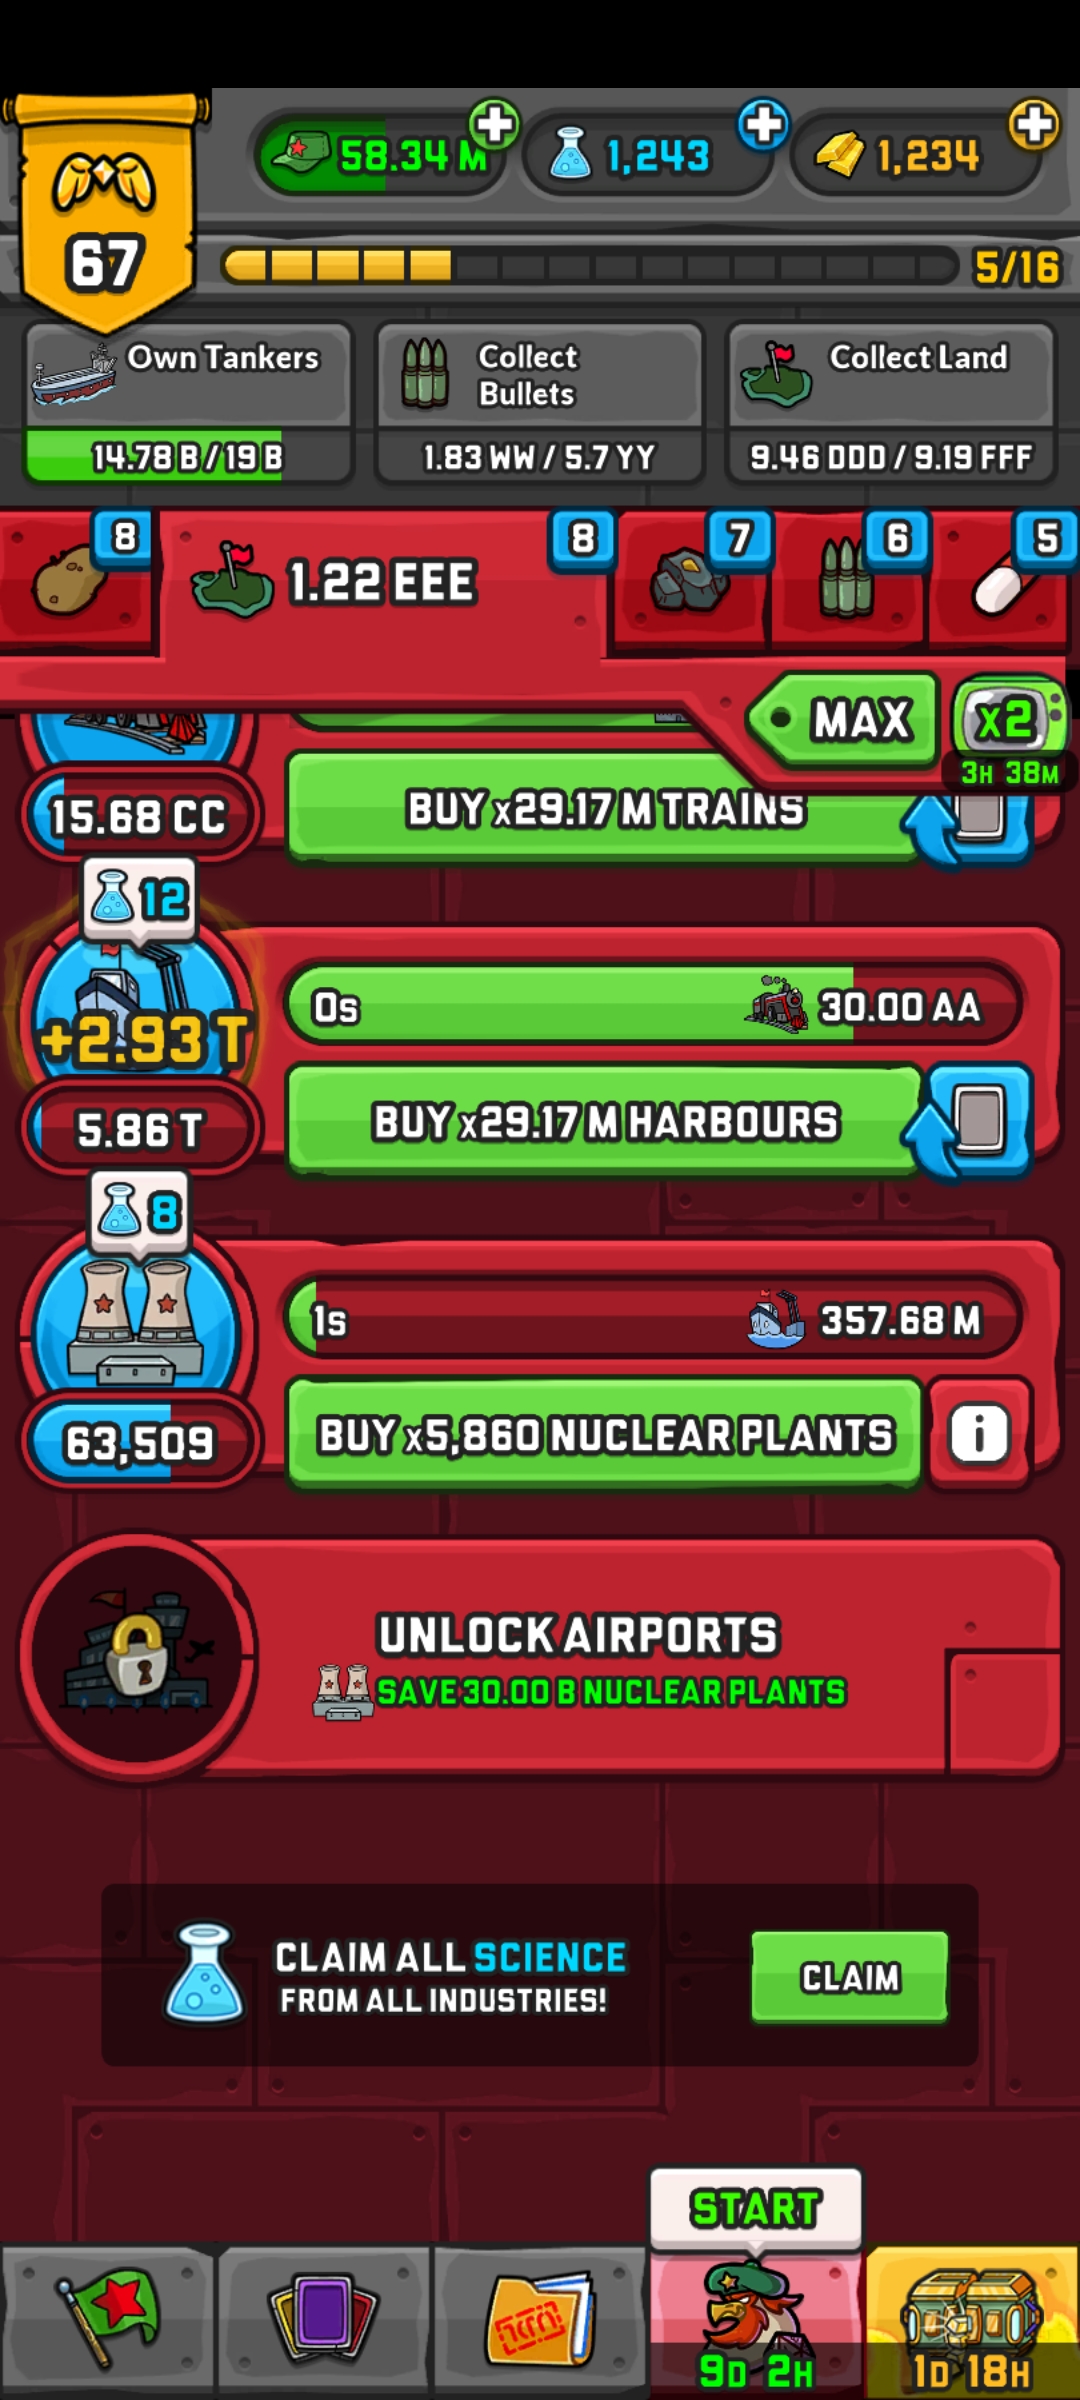 58.34 M
1,243
1,234
67
5/16
Own Tankers
14.78 B / 19 B
Collect
Bullets
1.83 WW / 5.7 YY
Collect Land
9.46 DDD / 9.19 FFF
8
1.22 EEE
8
7
6
5
MAX
x2
3H 38M
15.68 CC
BUY x29.17 M TRAINS
12
+2.93 T
0s
30.00 AA
5.86 T
BUY x29.17 M HARBOURS
8
1s
357.68 M
63,509
BUY x5,860 NUCLEAR PLANTS
i
UNLOCK AIRPORTS
SAVE 30.00 B NUCLEAR PLANTS
CLAIM ALL SCIENCE
FROM ALL INDUSTRIES!
CLAIM
START
9D 2H
1D 18H